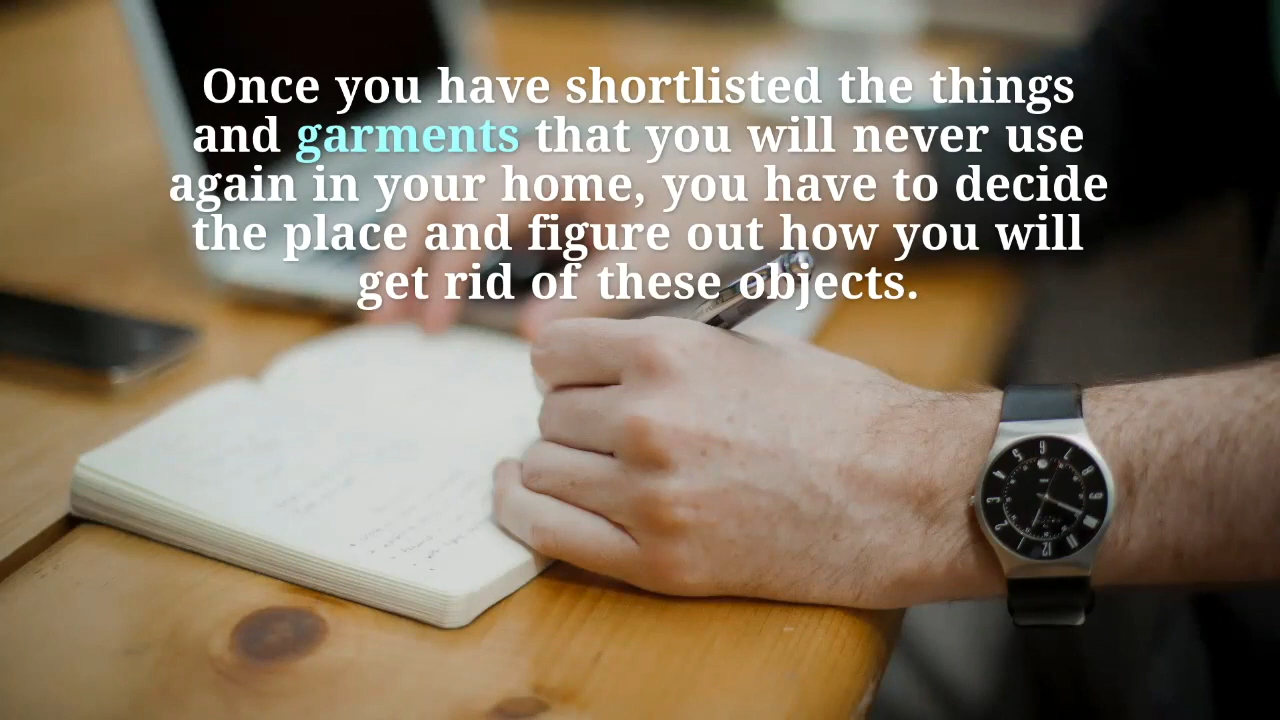 Once you have shortlisted the things
and garments that you will never use
again in your home, you have to decide
the place and figure out how you will
get rid of these objects.